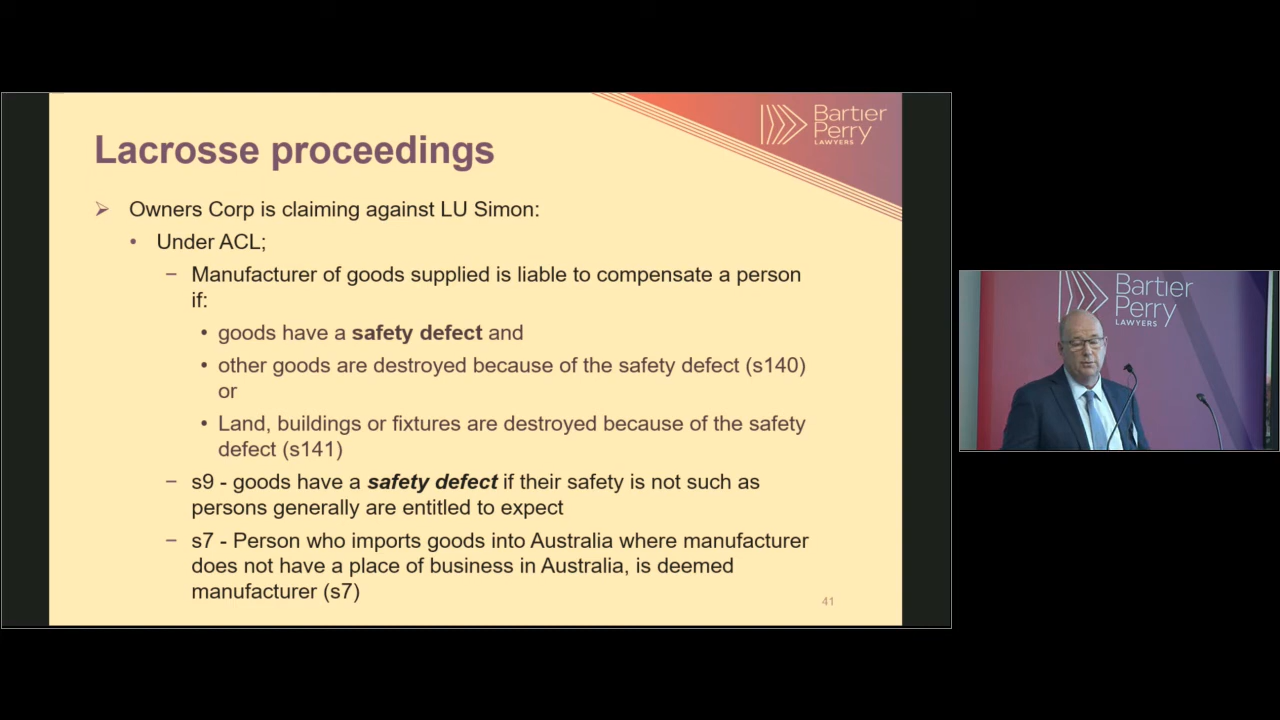 Bartier
Perry
LAWYERS
Lacrosse proceedings
Owners Corp is claiming against LU Simon:
Under ACL;
Manufacturer of goods supplied is liable to compensate a person
if:
goods have a safety defect and
other goods are destroyed because of the safety defect (s140)
or
Land, buildings or fixtures are destroyed because of the safety
defect (s141)
s9 - goods have a safety defect if their safety is not such as
persons generally are entitled to expect
s7 - Person who imports goods into Australia where manufacturer
does not have a place of business in Australia, is deemed
manufacturer (s7)
41
Bartier
Perry
LAWYERS